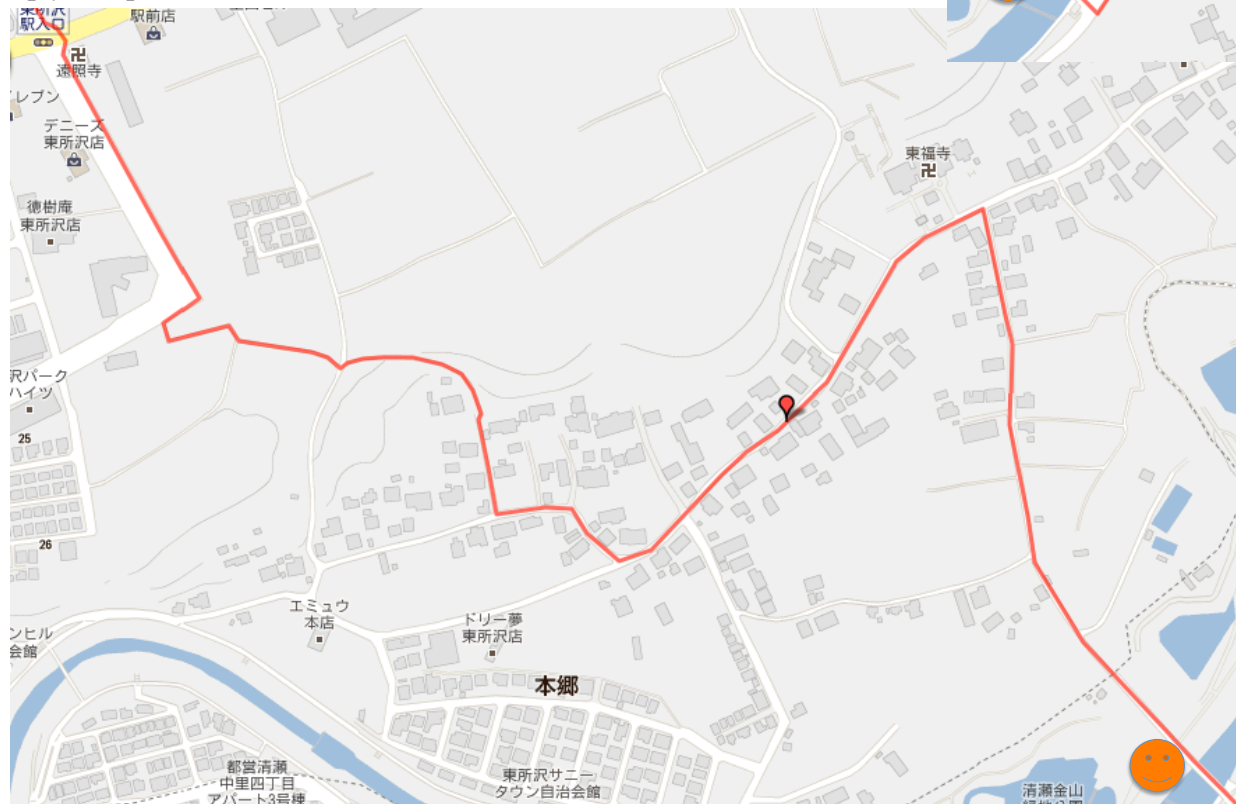 東所沢
駅入口
駅前店
卍
遠照寺
レブン
デニーズ
東所沢店
徳樹庵
東所沢店
東福寺
卍
沢パーク
ハイツ
25
26
エミュウ
本店
ドリー夢
東所沢店
ンヒル
会館
本郷
都営清瀬
中里四丁目
アパート3号棟
東所沢サニー
タウン自治会館
清瀬金山